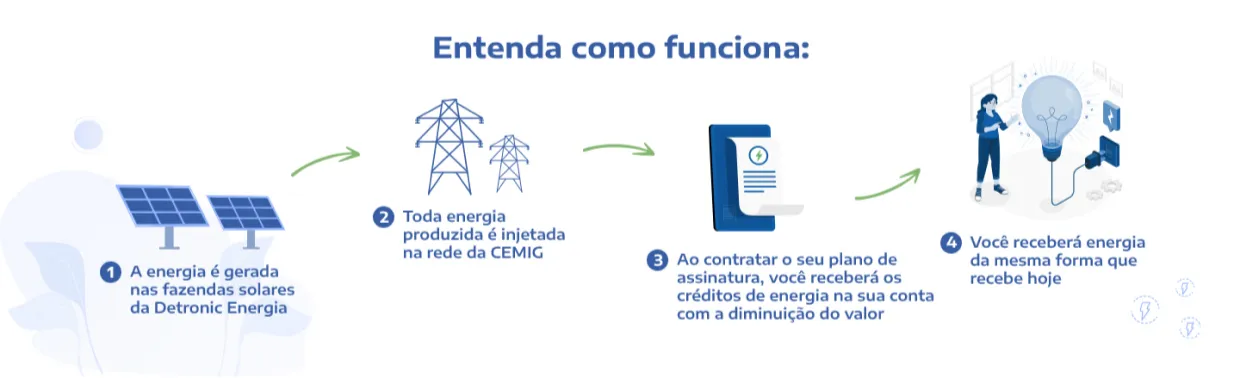 Entenda como funciona:
1 A energia é gerada
nas fazendas solares
da Detronic Energia
2 Toda energia
produzida é injetada
na rede da CEMIG
3 Ao contratar o seu plano de
assinatura, você receberá os
créditos de energia na sua conta
com a diminuição do valor
4 Você receberá energia
da mesma forma que
recebe hoje